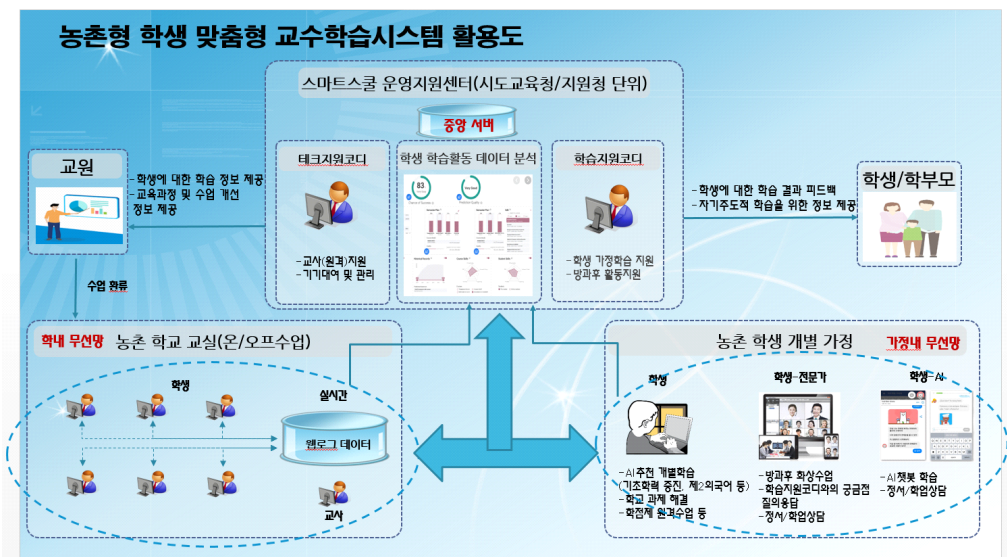 농촌형 학생 맞춤형 교수학습시스템 활용도
스마트스쿨 운영지원센터(시도교육청/지원청 단위)
중앙 서버
테크지원코디
학생 학습활동 데이터 분석
학습지원코디
83
-교사(원격)지원
-기기대여 및 관리
-학생 가정학습 지원
-방과후 활동지원
교원
-학생에 대한 학습 정보 제공
-교육과정 및 수업 개선
정보 제공
-학생에 대한 학습 결과 피드백
-자기주도적 학습을 위한 정보 제공
학생/학부모
수업 환류
학내 무선망
농촌 학교 교실(온/오프수업)
학생
실시간
웹로그 데이터
교사
농촌 학생 개별 가정
가정내 무선망
학생
학생-전문가
학생-AI
-AI추천 개별학습
(기초학력 증진, 제2외국어 등)
-학교 과제 해결
-학점제 원격수업 등
-방과후 화상수업
-학습지원코디와의 궁금점
질의응답
-정서/학업상담
-AI챗봇 학습
-정서/학업상담